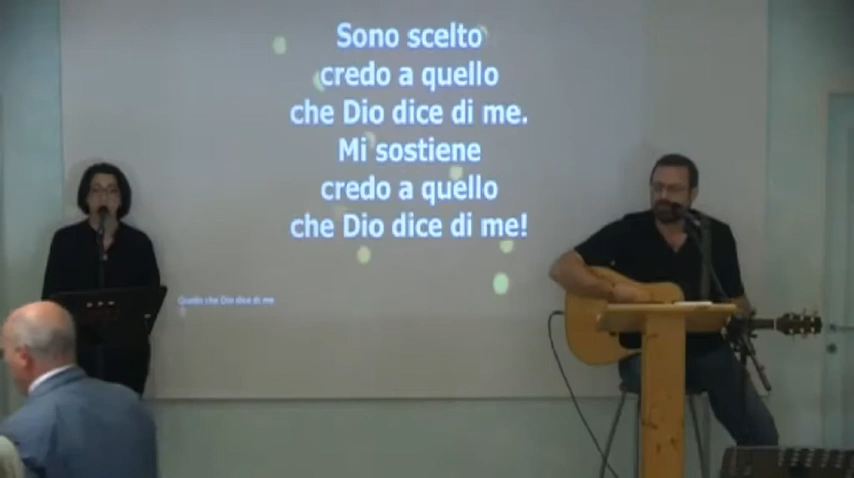 Sono scelto
credo a quello
che Dio dice di me.
Mi sostiene
credo a quello
che Dio dice di me!
Quello che Dio dice di me